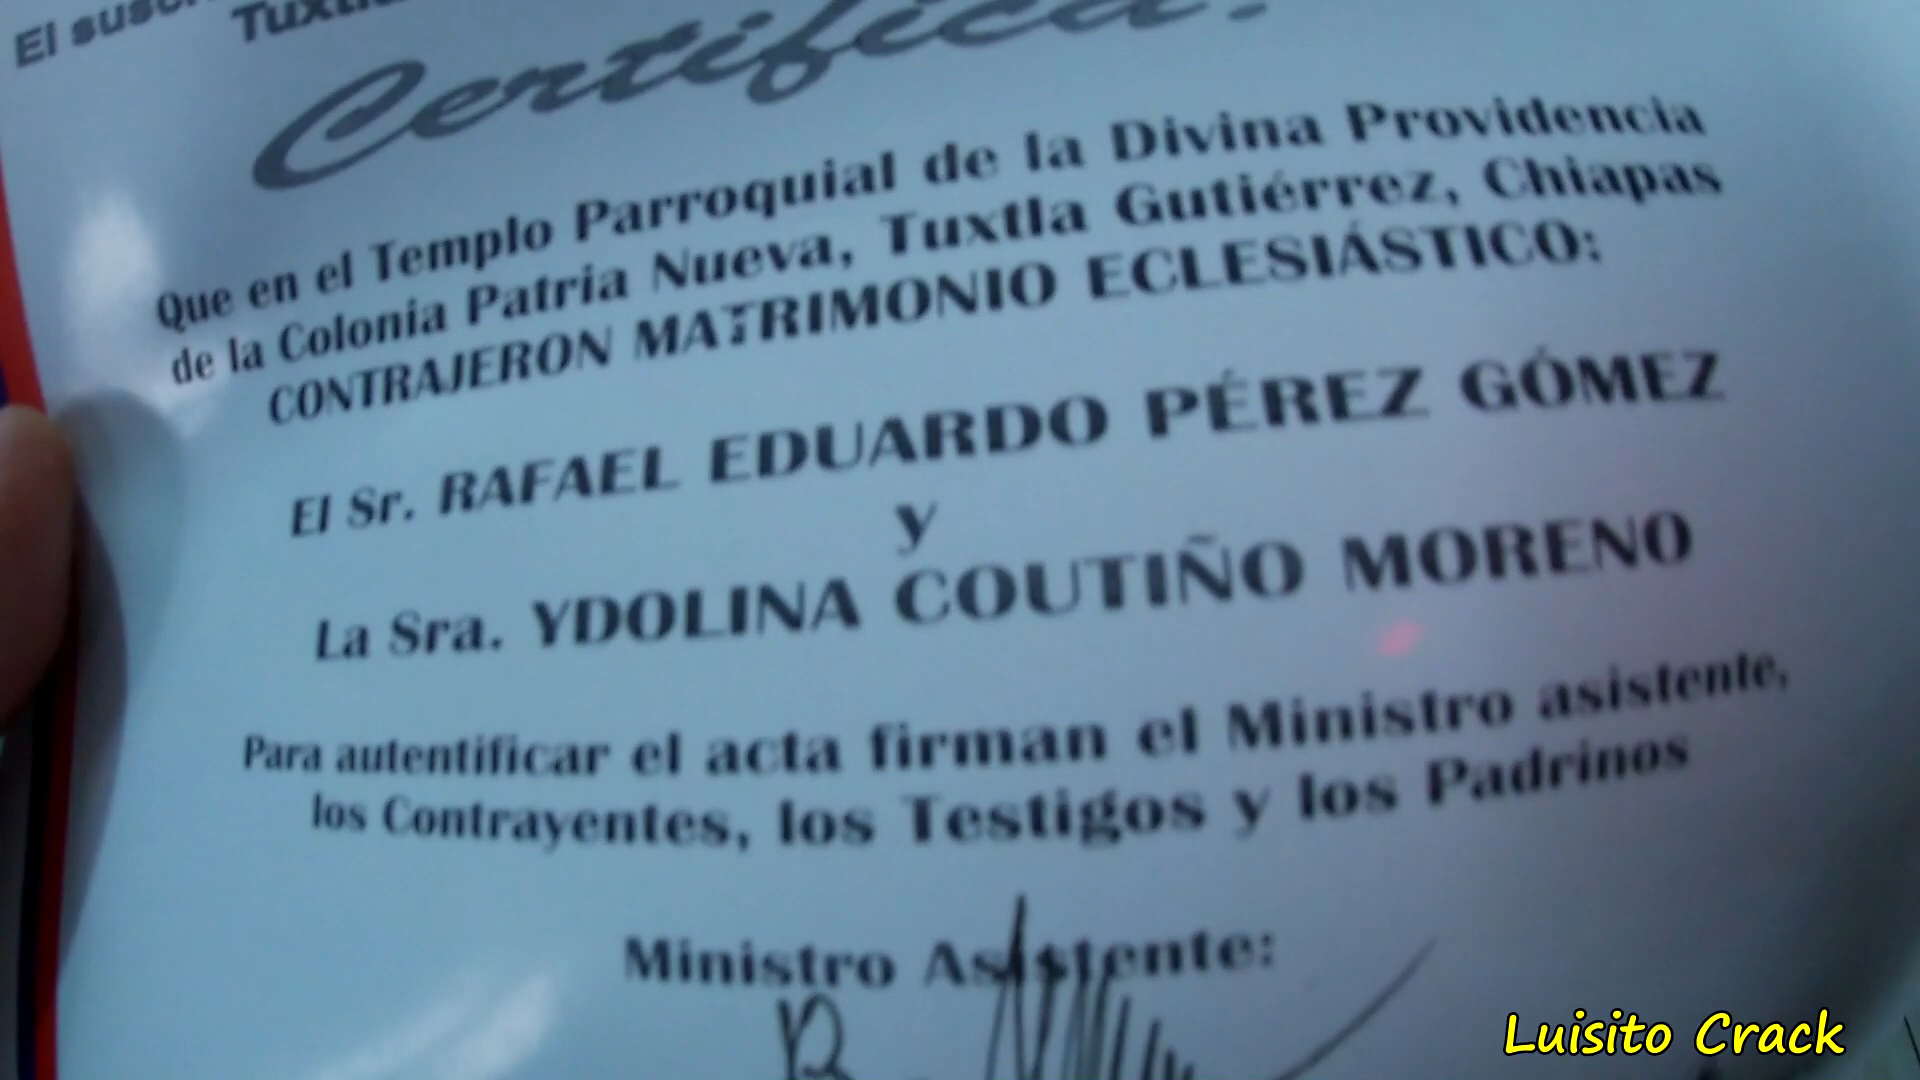 El
Tuxtla
Certifica:
Que en el Templo Parroquial de la Divina Providencia
de la Colonia Patria Nueva, Tuxtla Gutiérrez, Chiapas
CONTRAJERON MATRIMONIO ECLESIÁSTICO:
El Sr. RAFAEL EDUARDO PÉREZ GÓMEZ
y
La Sra. YDOLINA COUTIÑO MORENO
Para autentificar el acta firman el Ministro asistente,
los Contrayentes, los Testigos y los Padrinos
Ministro Asistente:
Luisito Crack